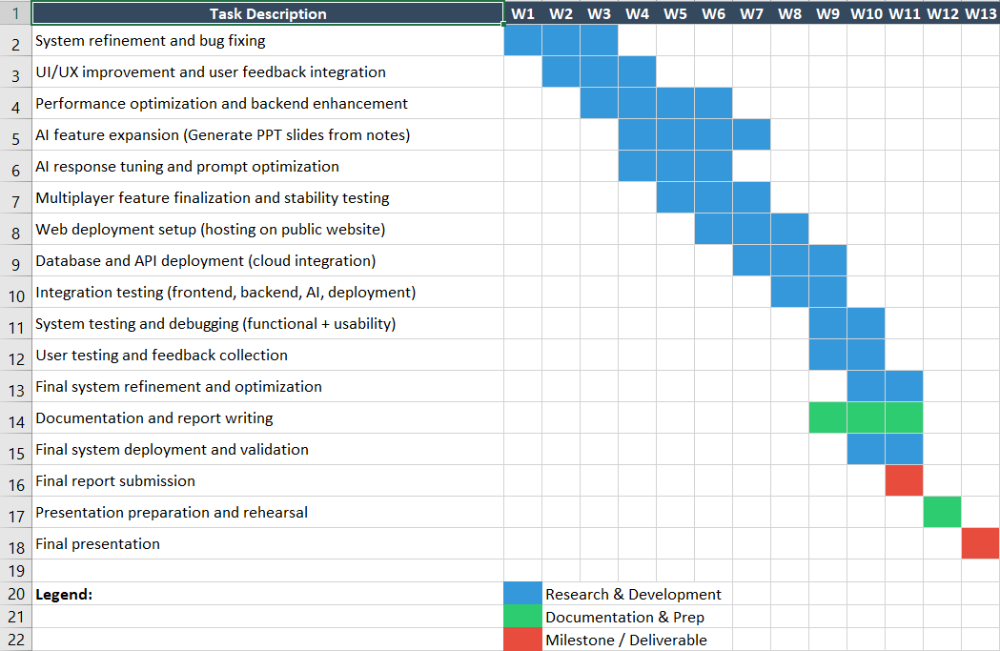 1 Task Description W1 W2 W3 W4 W5 W6 W7 W8 W9 W10 W11 W12 W13
2 System refinement and bug fixing
3 UI/UX improvement and user feedback integration
4 Performance optimization and backend enhancement
5 AI feature expansion (Generate PPT slides from notes)
6 AI response tuning and prompt optimization
7 Multiplayer feature finalization and stability testing
8 Web deployment setup (hosting on public website)
9 Database and API deployment (cloud integration)
10 Integration testing (frontend, backend, AI, deployment)
11 System testing and debugging (functional + usability)
12 User testing and feedback collection
13 Final system refinement and optimization
14 Documentation and report writing
15 Final system deployment and validation
16 Final report submission
17 Presentation preparation and rehearsal
18 Final presentation
19
20 Legend: Research & Development
21 Documentation & Prep
22 Milestone / Deliverable